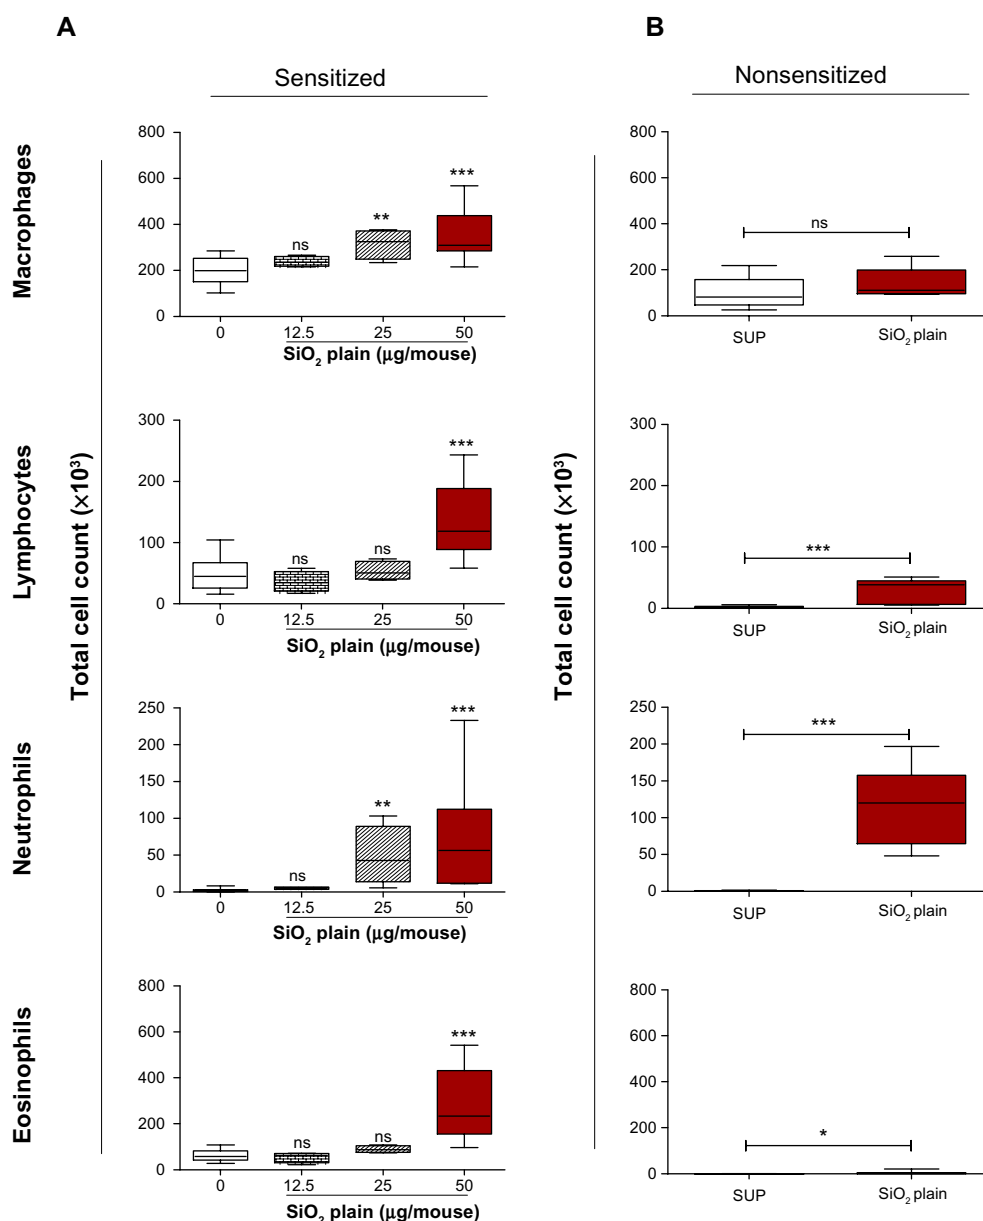 A
B
Sensitized
Nonsensitized
Macrophages
Lymphocytes
Neutrophils
Eosinophils
Total cell count (×10³)
Total cell count (×10³)
800
600
400
200
0
ns
**
***
0
12.5
25
50
SiO₂ plain (μg/mouse)
800
600
400
200
0
ns
SUP
SiO₂ plain
300
200
100
0
ns
ns
***
0
12.5
25
50
SiO₂ plain (μg/mouse)
300
200
100
0
***
SUP
SiO₂ plain
250
200
150
100
50
0
ns
**
***
0
12.5
25
50
SiO₂ plain (μg/mouse)
250
200
150
100
50
0
***
SUP
SiO₂ plain
800
600
400
200
0
ns
ns
***
0
12.5
25
50
SiO₂ plain (μg/mouse)
800
600
400
200
0
*
SUP
SiO₂ plain